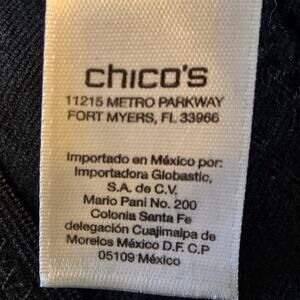 chico's
11215 METRO PARKWAY
FORT MYERS, FL 33966
Importado en México por:
Importadora Globastic,
S.A. de C.V.
Mario Pani No. 200
Colonia Santa Fe
delegación Cuajimalpa de
Morelos México D.F. C.P
05109 México